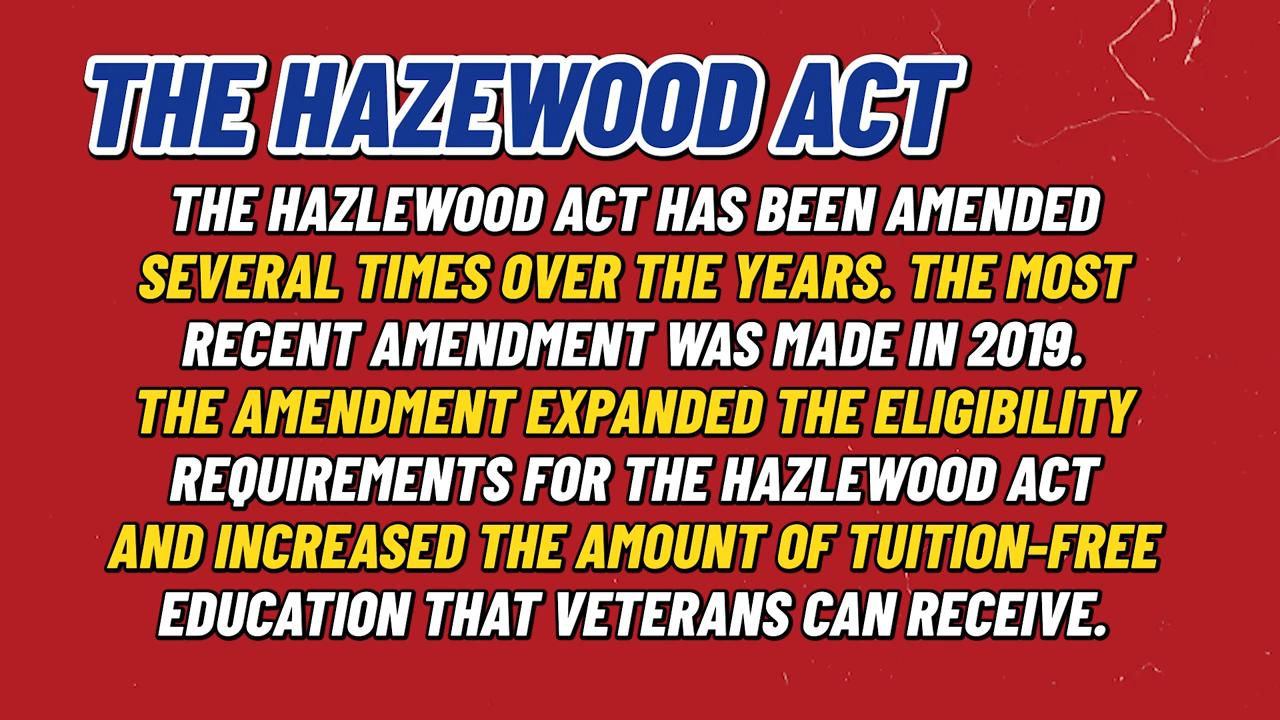 THE HAZEWOOD ACT
THE HAZLEWOOD ACT HAS BEEN AMENDED
SEVERAL TIMES OVER THE YEARS. THE MOST
RECENT AMENDMENT WAS MADE IN 2019.
THE AMENDMENT EXPANDED THE ELIGIBILITY
REQUIREMENTS FOR THE HAZLEWOOD ACT
AND INCREASED THE AMOUNT OF TUITION-FREE
EDUCATION THAT VETERANS CAN RECEIVE.